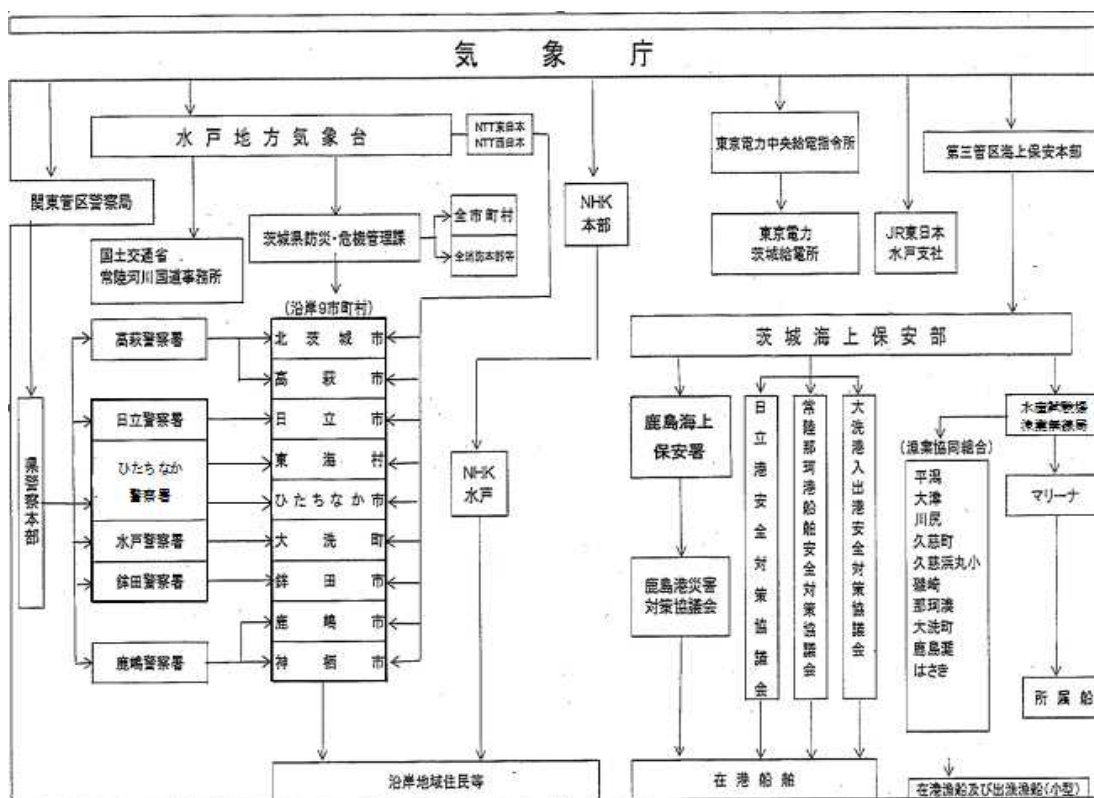 気象庁
水戸地方気象台
NTT東日本
NTT西日本
東京電力中央給電指令所
第三管区海上保安本部
関東管区警察局
国土交通省
常陸河川国道事務所
茨城県防災・危機管理課
全市町村
NHK
本部
東京電力
茨城給電所
JR東日本
水戸支社
(沿岸9市町村)
茨城海上保安部
高萩警察署
日立警察署
ひたちなか
警察署
水戸警察署
鉾田警察署
鹿嶋警察署
県警察本部
北茨城市
高萩市
日立市
東海村
ひたちなか市
大洗町
鉾田市
鹿嶋市
神栖市
NHK
水戸
鹿島海上
保安署
鹿島港災害
対策協議会
日立港安全対策協議会
常陸那珂港船舶安全対策協議会
大洗港入出港安全対策協議会
水産試験場
漁業無線局
(漁業協同組合)
平潟
大津
川尻
久慈町
久慈浜丸小
磯崎
那珂湊
大洗町
鹿島灘
はさき
マリーナ
所属船
沿岸地域住民等
在港船舶
在港漁船及び出漁漁船(小型)